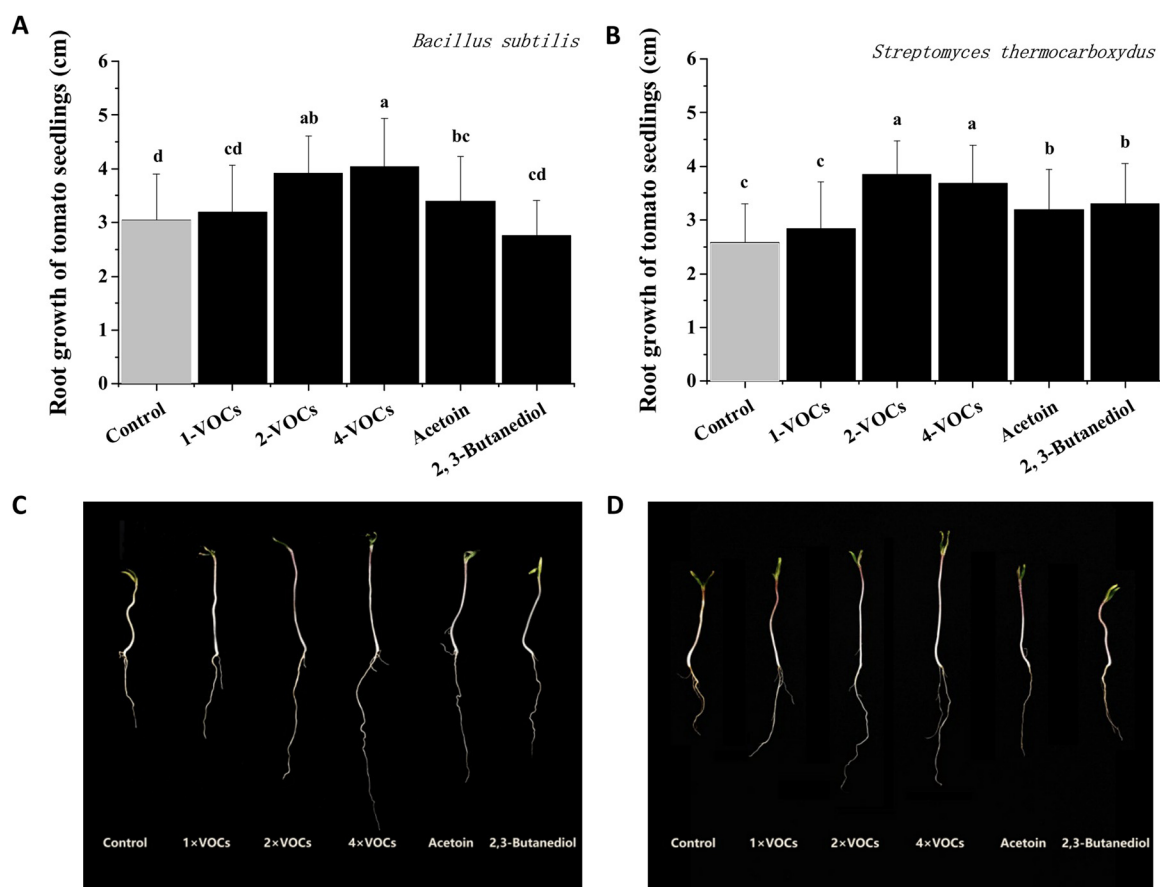 A
Bacillus subtilis
Root growth of tomato seedlings (cm)
6
5
4
3
2
1
0
d
cd
ab
a
bc
cd
Control
1-VOCs
2-VOCs
4-VOCs
Acetoin
2, 3-Butanediol
B
Streptomyces thermocarboxydus
Root growth of tomato seedlings (cm)
6
5
4
3
2
1
0
c
c
a
a
b
b
Control
1-VOCs
2-VOCs
4-VOCs
Acetoin
2, 3-Butanediol
C
Control 1×VOCs 2×VOCs 4×VOCs Acetoin 2,3-Butanediol
D
Control 1×VOCs 2×VOCs 4×VOCs Acetoin 2,3-Butanediol